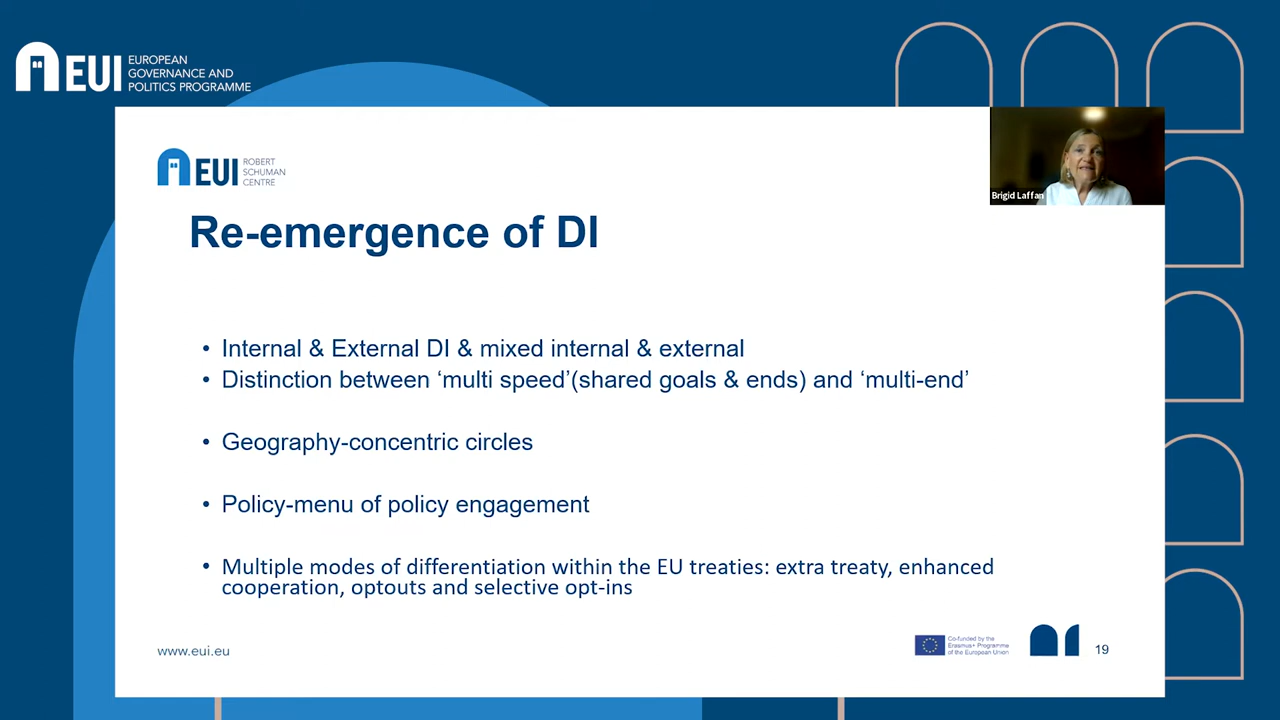 EUI
EUROPEAN
GOVERNANCE AND
POLITICS PROGRAMME
EUI
ROBERT
SCHUMAN
CENTRE
Brigid Laffan
Re-emergence of DI
• Internal & External DI & mixed internal & external
• Distinction between ‘multi speed’(shared goals & ends) and ‘multi-end’
• Geography-concentric circles
• Policy-menu of policy engagement
• Multiple modes of differentiation within the EU treaties: extra treaty, enhanced
cooperation, optouts and selective opt-ins
www.eui.eu
Co-funded by the
Erasmus+ Programme
of the European Union
19